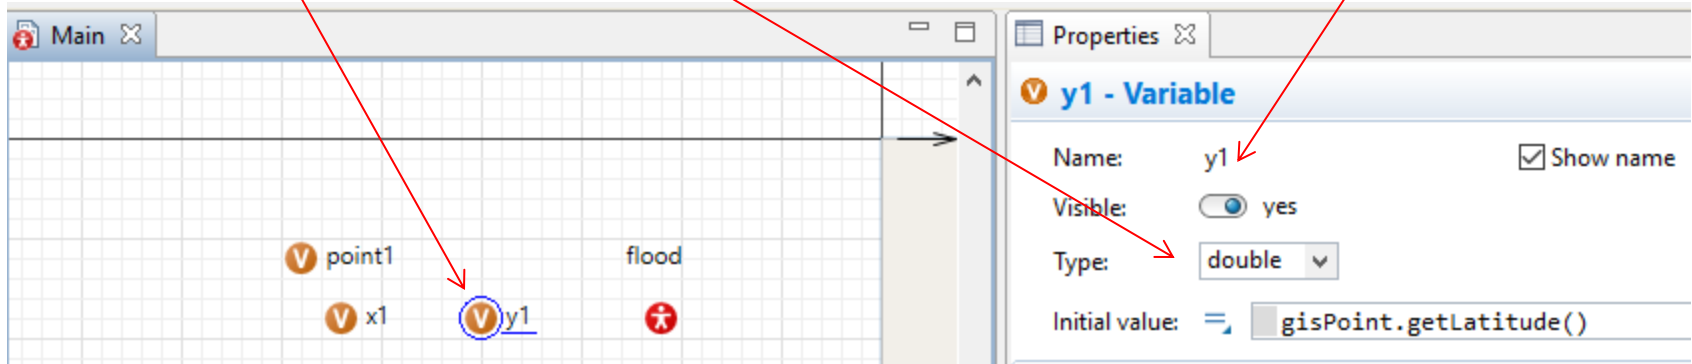 Main
point1
flood
x1
y1
Properties
y1 - Variable
Name: y1 Show name
Visible: yes
Type: double
Initial value: gisPoint.getLatitude()